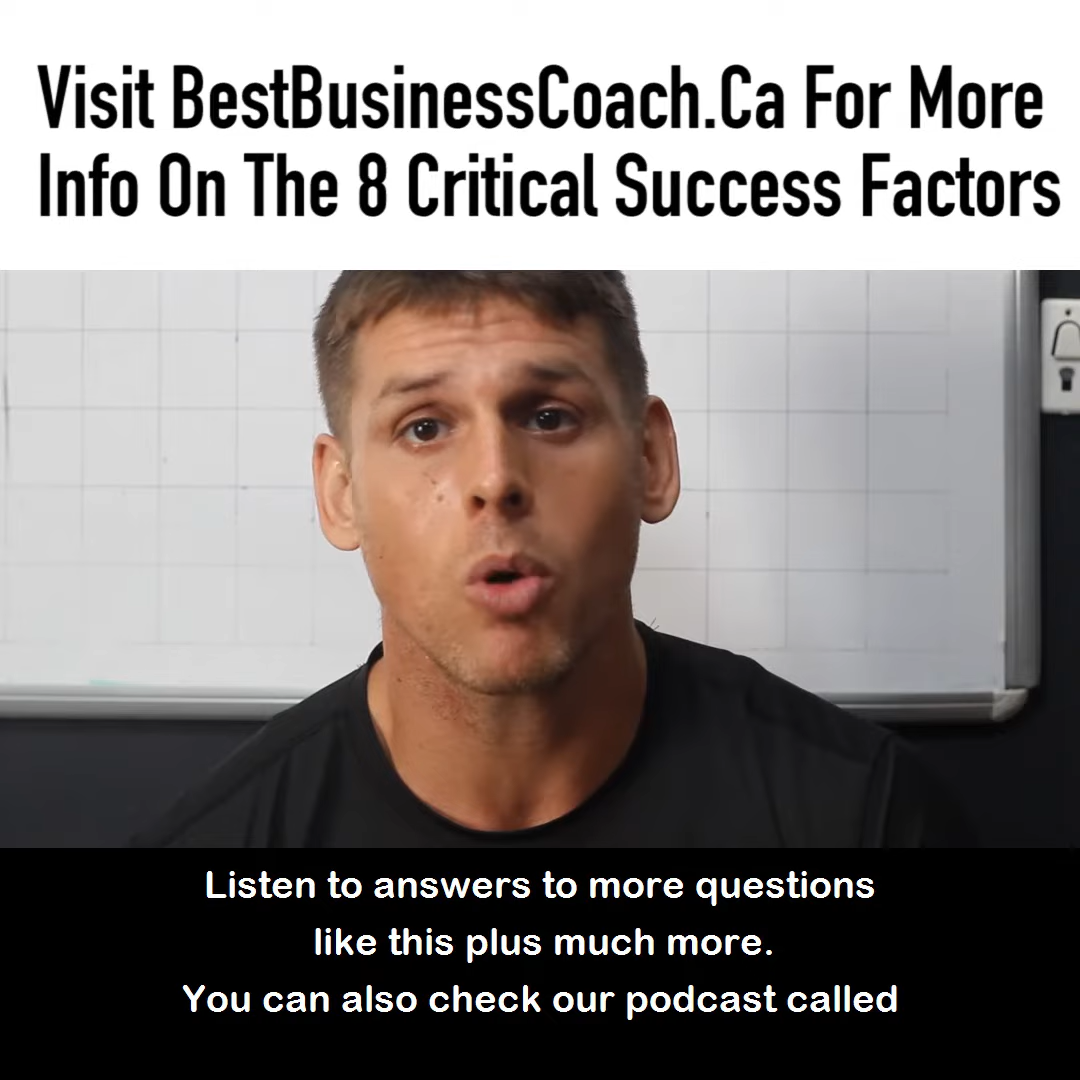 Visit BestBusinessCoach.Ca For More
Info On The 8 Critical Success Factors
Listen to answers to more questions
like this plus much more.
You can also check our podcast called